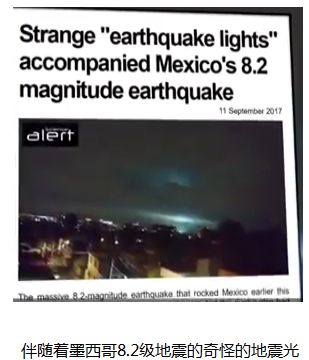 Strange "earthquake lights"
accompanied Mexico's 8.2
magnitude earthquake
11 September 2017
science
alert
The massive 8.2-magnitude earthquake that rocked Mexico earlier this
伴随着墨西哥8.2级地震的奇怪的地震光